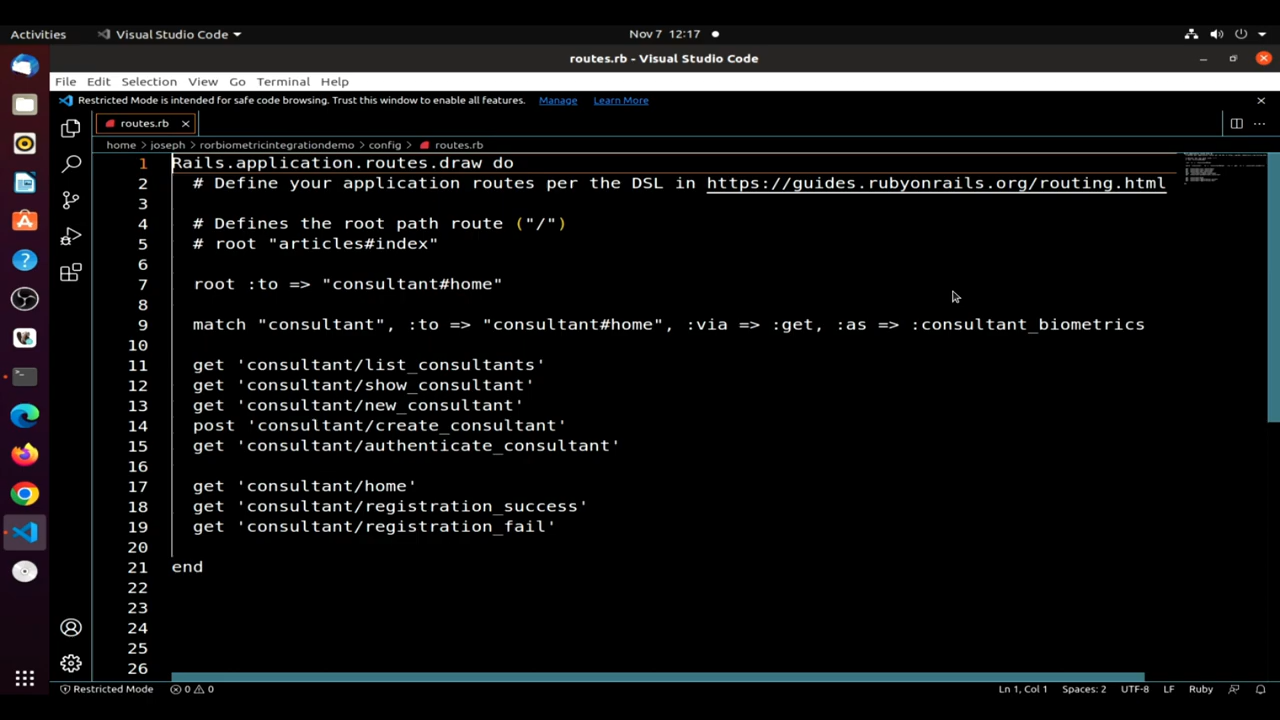 Activities
Visual Studio Code
Nov 7 12:17
routes.rb - Visual Studio Code
File Edit Selection View Go Terminal Help
Restricted Mode is intended for safe code browsing. Trust this window to enable all features. Manage Learn More
routes.rb
home > joseph > rorbiometricintegrationdemo > config > routes.rb
1 Rails.application.routes.draw do
2 # Define your application routes per the DSL in https://guides.rubyonrails.org/routing.html
3
4 # Defines the root path route ("/")
5 # root "articles#index"
6
7 root :to => "consultant#home"
8
9 match "consultant", :to => "consultant#home", :via => :get, :as => :consultant_biometrics
10
11 get 'consultant/list_consultants'
12 get 'consultant/show_consultant'
13 get 'consultant/new_consultant'
14 post 'consultant/create_consultant'
15 get 'consultant/authenticate_consultant'
16
17 get 'consultant/home'
18 get 'consultant/registration_success'
19 get 'consultant/registration_fail'
20
21 end
22
23
24
25
26
Restricted Mode 0 0 Ln 1, Col 1 Spaces: 2 UTF-8 LF Ruby